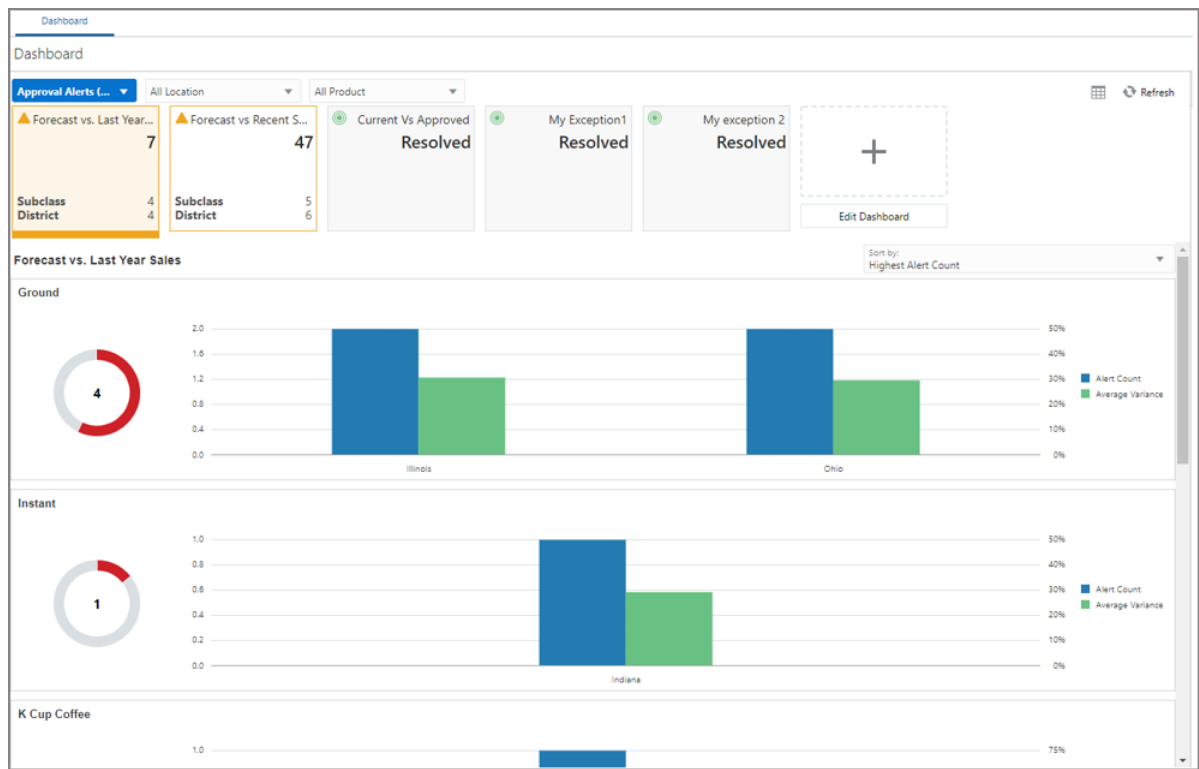 Dashboard
Dashboard
Approval Alerts (... All Location All Product Refresh
Forecast vs. Last Year...
7
Subclass 4
District 4
Forecast vs Recent S...
47
Subclass 5
District 6
Current Vs Approved
Resolved
My Exception1
Resolved
My exception 2
Resolved
Edit Dashboard
Forecast vs. Last Year Sales
Sort by:
Highest Alert Count
Ground
4
2.0 50%
1.6 40%
1.2 30%
0.8 20%
0.4 10%
0.0 0%
Illinois Ohio
Alert Count
Average Variance
Instant
1
1.0 50%
0.8 40%
0.6 30%
0.4 20%
0.2 10%
0.0 0%
Indiana
Alert Count
Average Variance
K Cup Coffee
1.0 75%